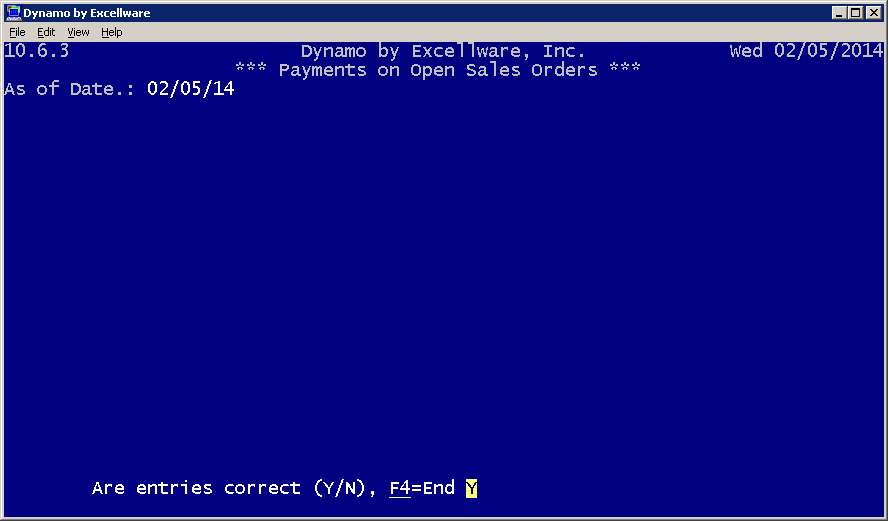 Dynamo by Excellware
File Edit View Help
10.6.3 Dynamo by Excellware, Inc. Wed 02/05/2014
*** Payments on Open Sales Orders ***
As of Date.: 02/05/14
Are entries correct (Y/N), F4=End Y